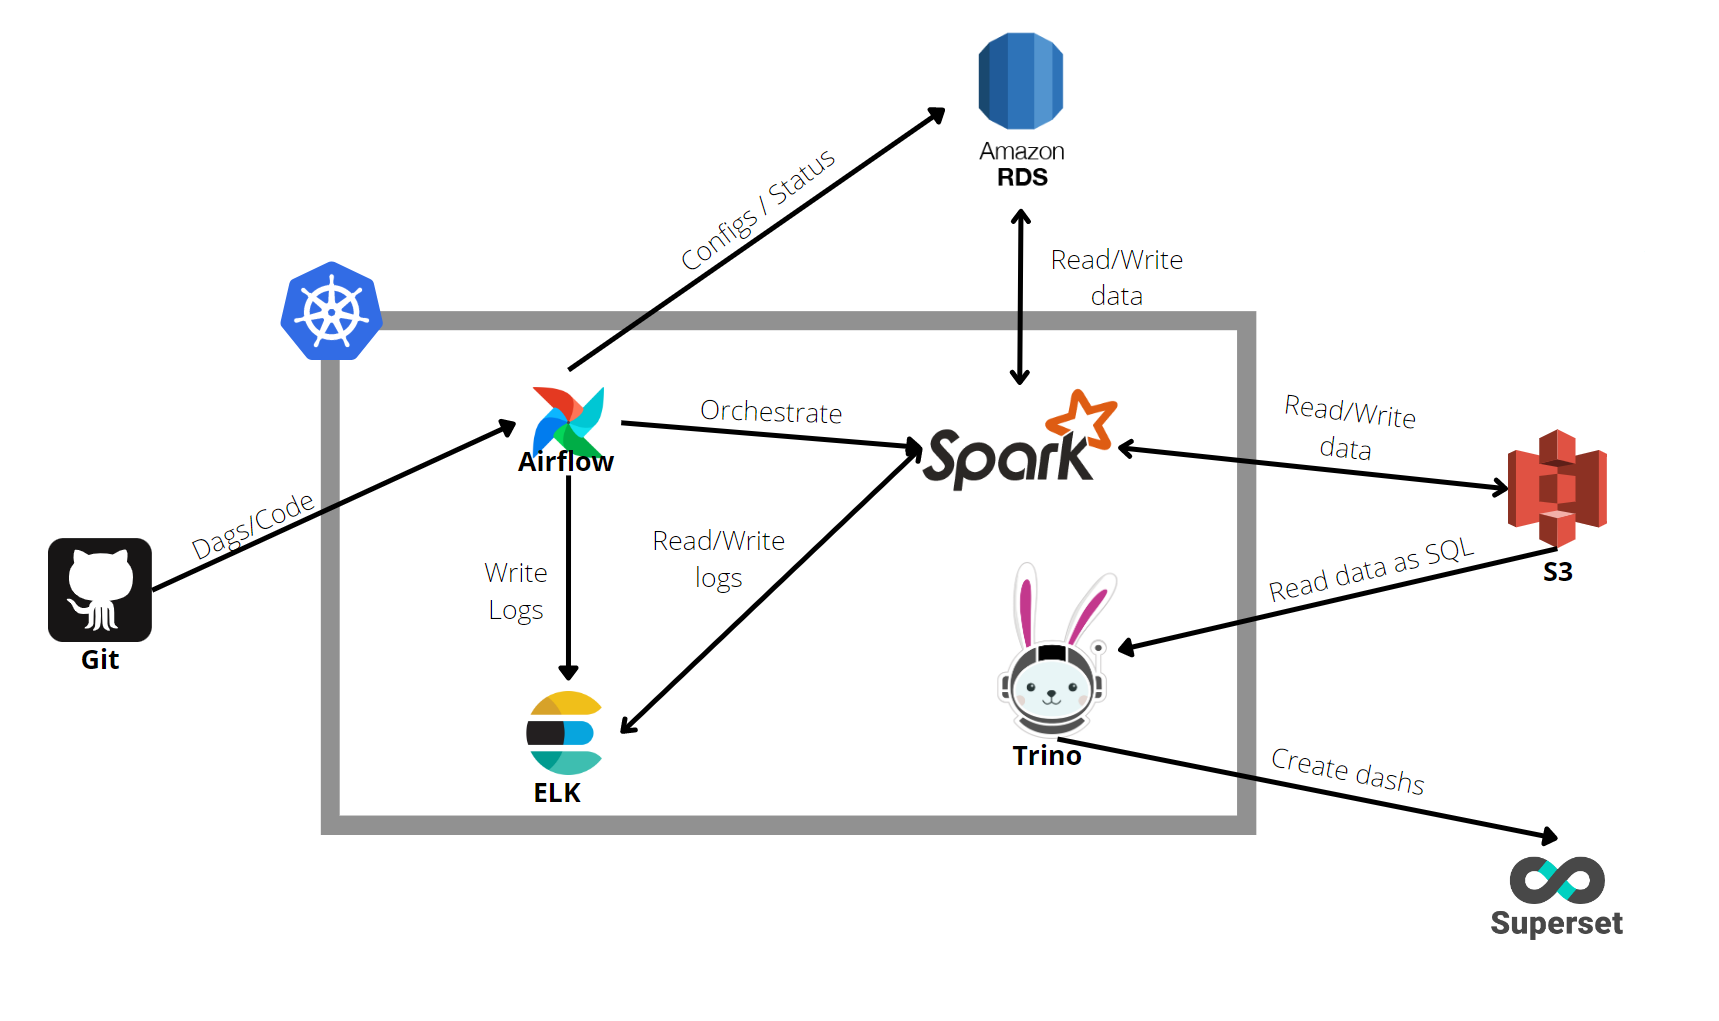 Amazon
RDS
Configs / Status
Read/Write
data
Orchestrate
Airflow
Spark
Read/Write
data
Dags/Code
Git
Write
Logs
Read/Write
logs
Read data as SQL
S3
Trino
ELK
Create dashs
Superset